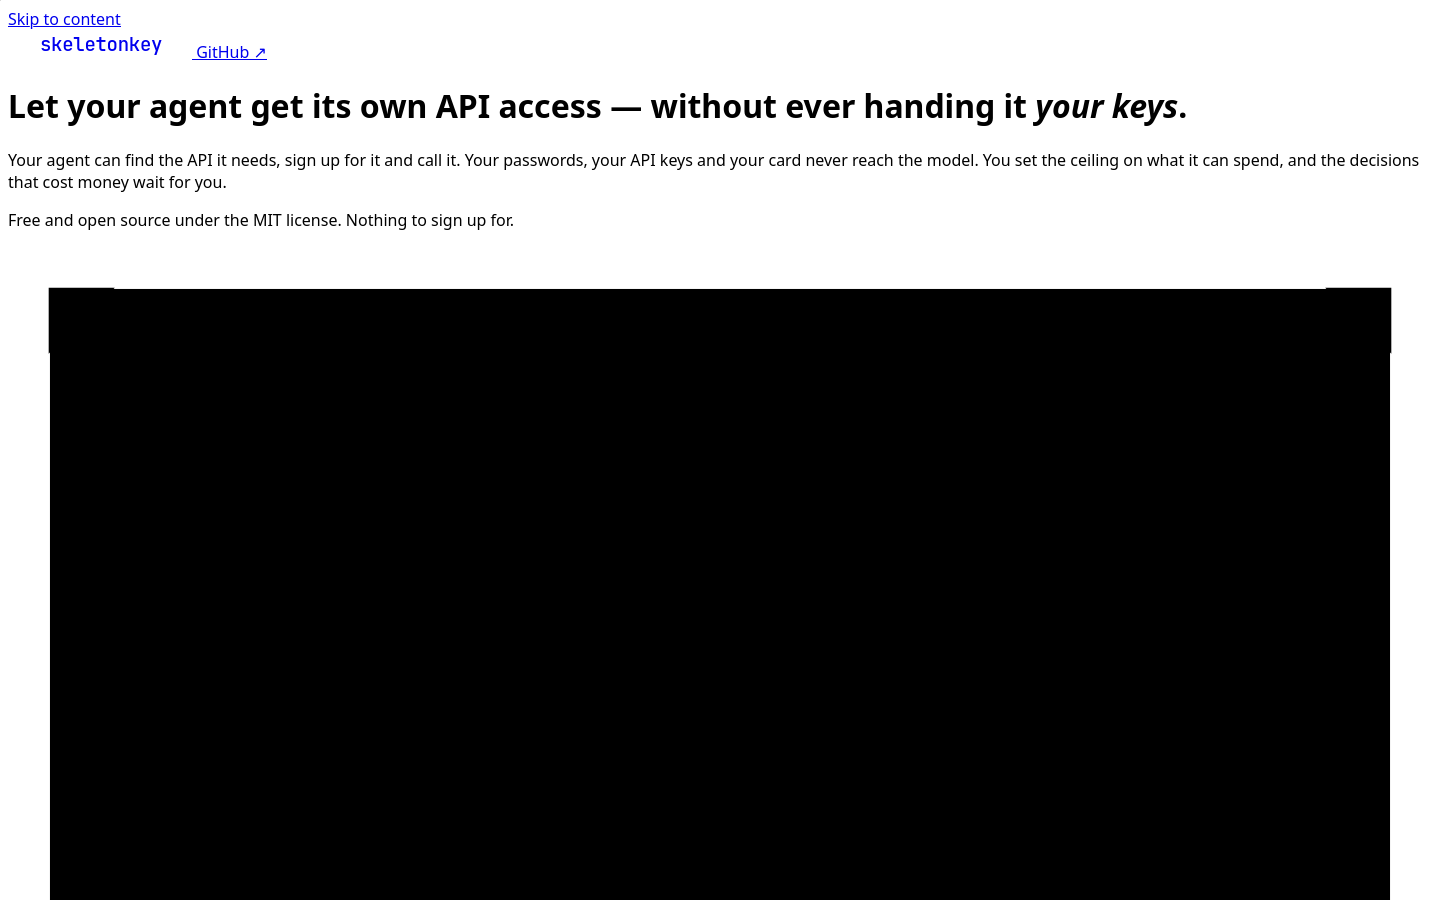 Skip to content
skeletonkey GitHub ↗
Let your agent get its own API access — without ever handing it your keys.
Your agent can find the API it needs, sign up for it and call it. Your passwords, your API keys and your card never reach the model. You set the ceiling on what it can spend, and the decisions
that cost money wait for you.
Free and open source under the MIT license. Nothing to sign up for.